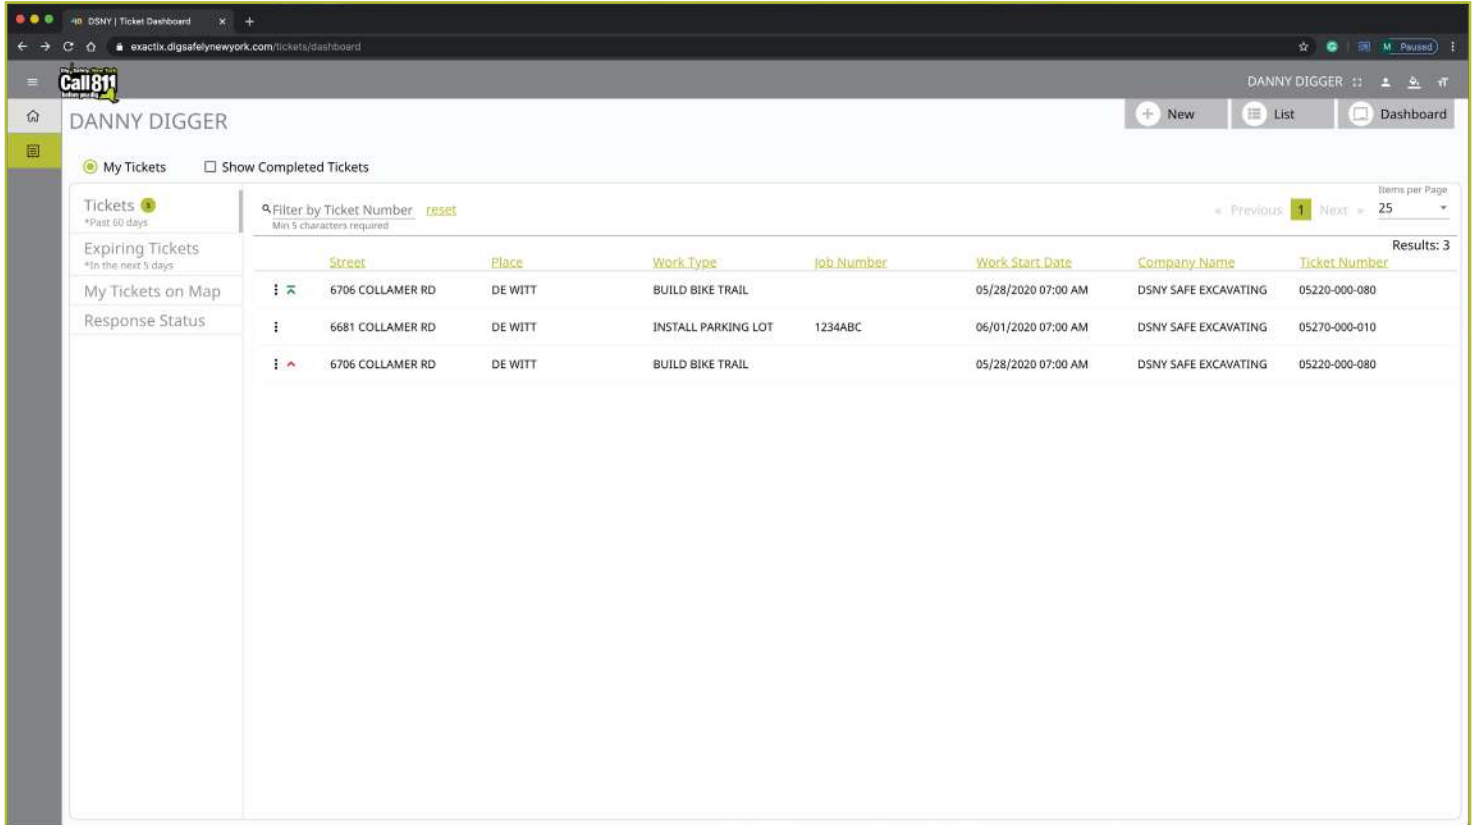 DSNY | Ticket Dashboard
exactix.digsafelynewyork.com/tickets/dashboard
M Paused
Call811
before you dig
DANNY DIGGER
DANNY DIGGER
New
List
Dashboard
My Tickets
Show Completed Tickets
Tickets
*Past 60 days
Expiring Tickets
*In the next 5 days
My Tickets on Map
Response Status
Filter by Ticket Number reset
Min 5 characters required
« Previous 1 Next »
Items per Page
25
Results: 3
Street Place Work Type Job Number Work Start Date Company Name Ticket Number
6706 COLLAMER RD DE WITT BUILD BIKE TRAIL 05/28/2020 07:00 AM DSNY SAFE EXCAVATING 05220-000-080
6681 COLLAMER RD DE WITT INSTALL PARKING LOT 1234ABC 06/01/2020 07:00 AM DSNY SAFE EXCAVATING 05270-000-010
6706 COLLAMER RD DE WITT BUILD BIKE TRAIL 05/28/2020 07:00 AM DSNY SAFE EXCAVATING 05220-000-080